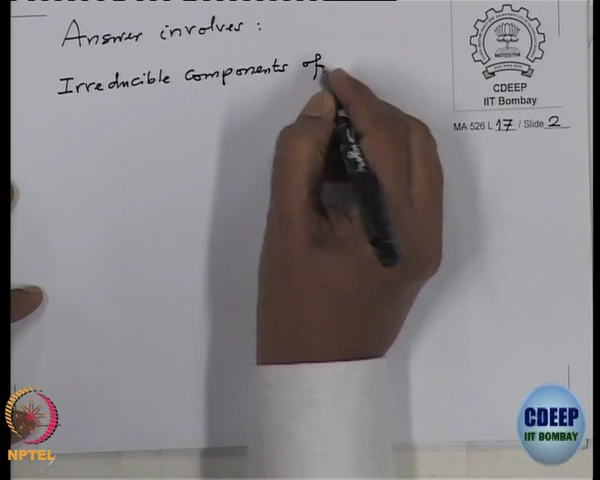 Answer involves :
Irreducible components of
CDEEP
IIT Bombay
MA 526 L 17 / Slide 2
NPTEL
CDEEP
IIT BOMBAY